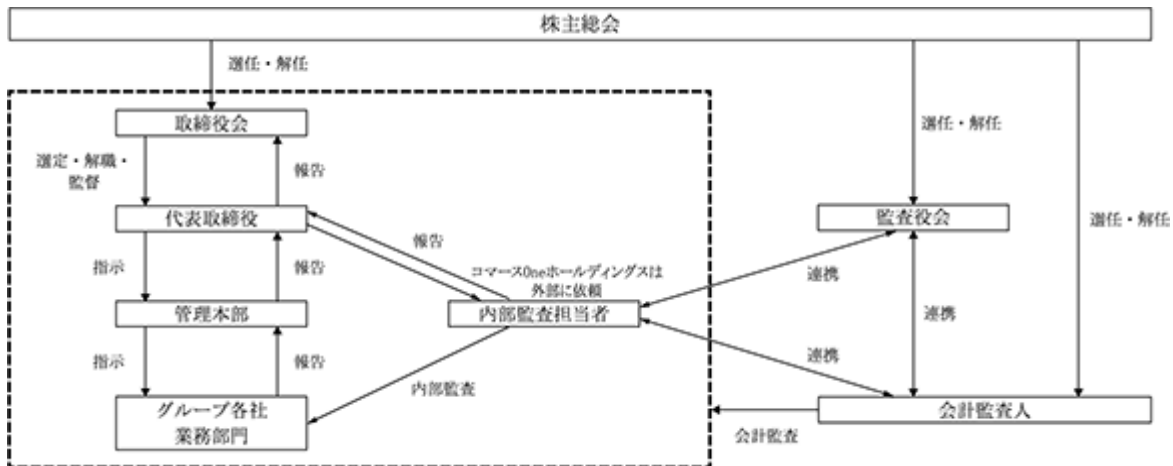 株主総会
選任・解任
取締役会
選任・解任
選定・解職・
監督
報告
代表取締役
監査役会
選任・解任
報告
指示
報告
コマースOneホールディングスは
外部に依頼
連携
管理本部
内部監査担当者
連携
指示
報告
連携
内部監査
グループ各社
業務部門
会計監査人
会計監査